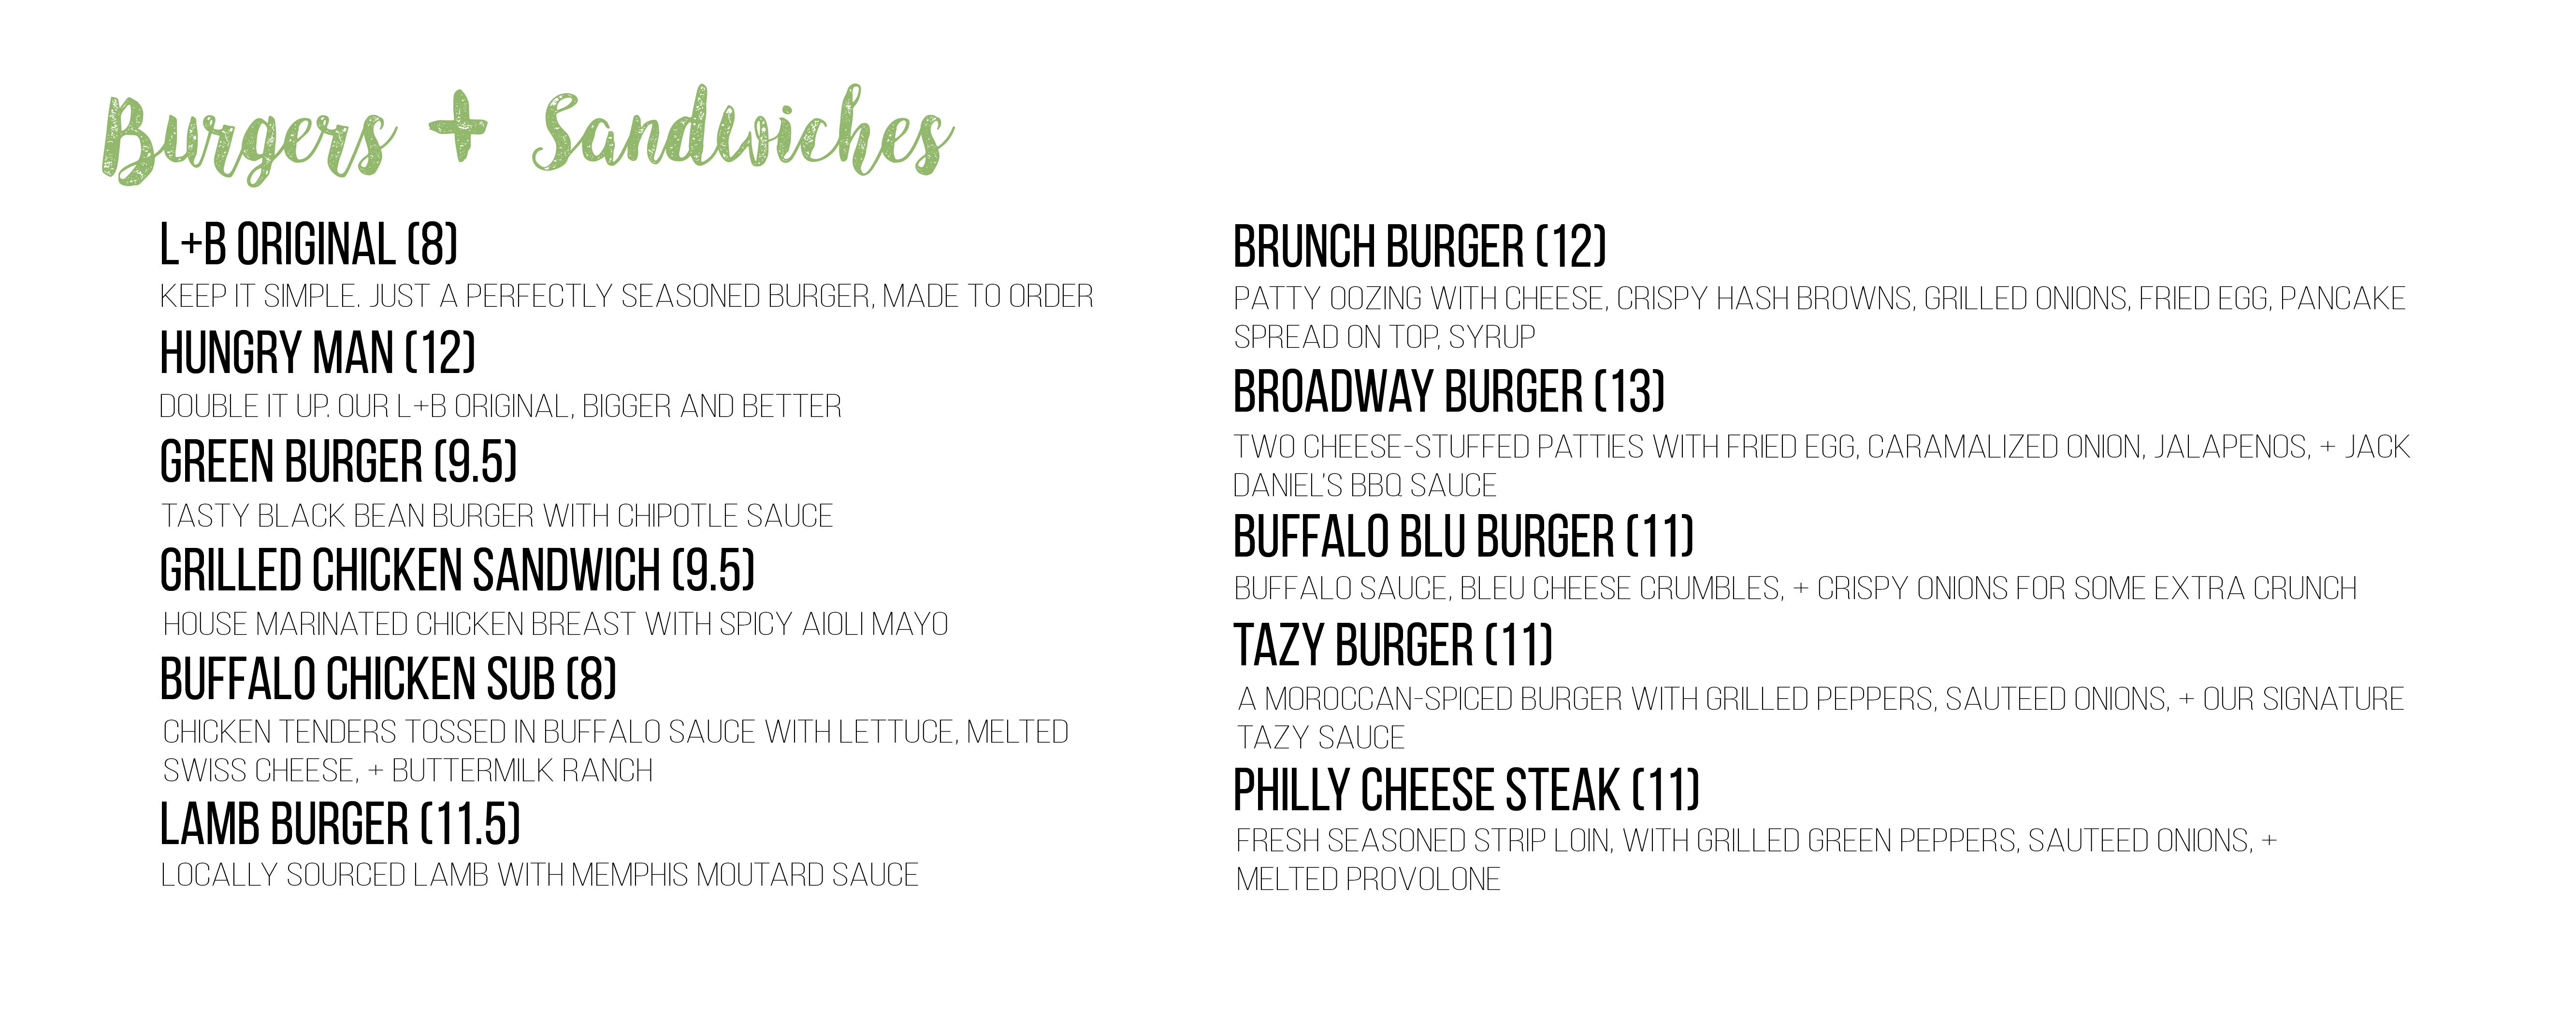 Burgers + Sandwiches
L+B ORIGINAL (8)
KEEP IT SIMPLE. JUST A PERFECTLY SEASONED BURGER, MADE TO ORDER
HUNGRY MAN (12)
DOUBLE IT UP. OUR L+B ORIGINAL, BIGGER AND BETTER
GREEN BURGER (9.5)
TASTY BLACK BEAN BURGER WITH CHIPOTLE SAUCE
GRILLED CHICKEN SANDWICH (9.5)
HOUSE MARINATED CHICKEN BREAST WITH SPICY AIOLI MAYO
BUFFALO CHICKEN SUB (8)
CHICKEN TENDERS TOSSED IN BUFFALO SAUCE WITH LETTUCE, MELTED
SWISS CHEESE, + BUTTERMILK RANCH
LAMB BURGER (11.5)
LOCALLY SOURCED LAMB WITH MEMPHIS MOUTARD SAUCE
BRUNCH BURGER (12)
PATTY OOZING WITH CHEESE, CRISPY HASH BROWNS, GRILLED ONIONS, FRIED EGG, PANCAKE
SPREAD ON TOP, SYRUP
BROADWAY BURGER (13)
TWO CHEESE-STUFFED PATTIES WITH FRIED EGG, CARAMALIZED ONION, JALAPENOS, + JACK
DANIEL'S BBQ SAUCE
BUFFALO BLU BURGER (11)
BUFFALO SAUCE, BLEU CHEESE CRUMBLES, + CRISPY ONIONS FOR SOME EXTRA CRUNCH
TAZY BURGER (11)
A MOROCCAN-SPICED BURGER WITH GRILLED PEPPERS, SAUTEED ONIONS, + OUR SIGNATURE
TAZY SAUCE
PHILLY CHEESE STEAK (11)
FRESH SEASONED STRIP LOIN, WITH GRILLED GREEN PEPPERS, SAUTEED ONIONS, +
MELTED PROVOLONE